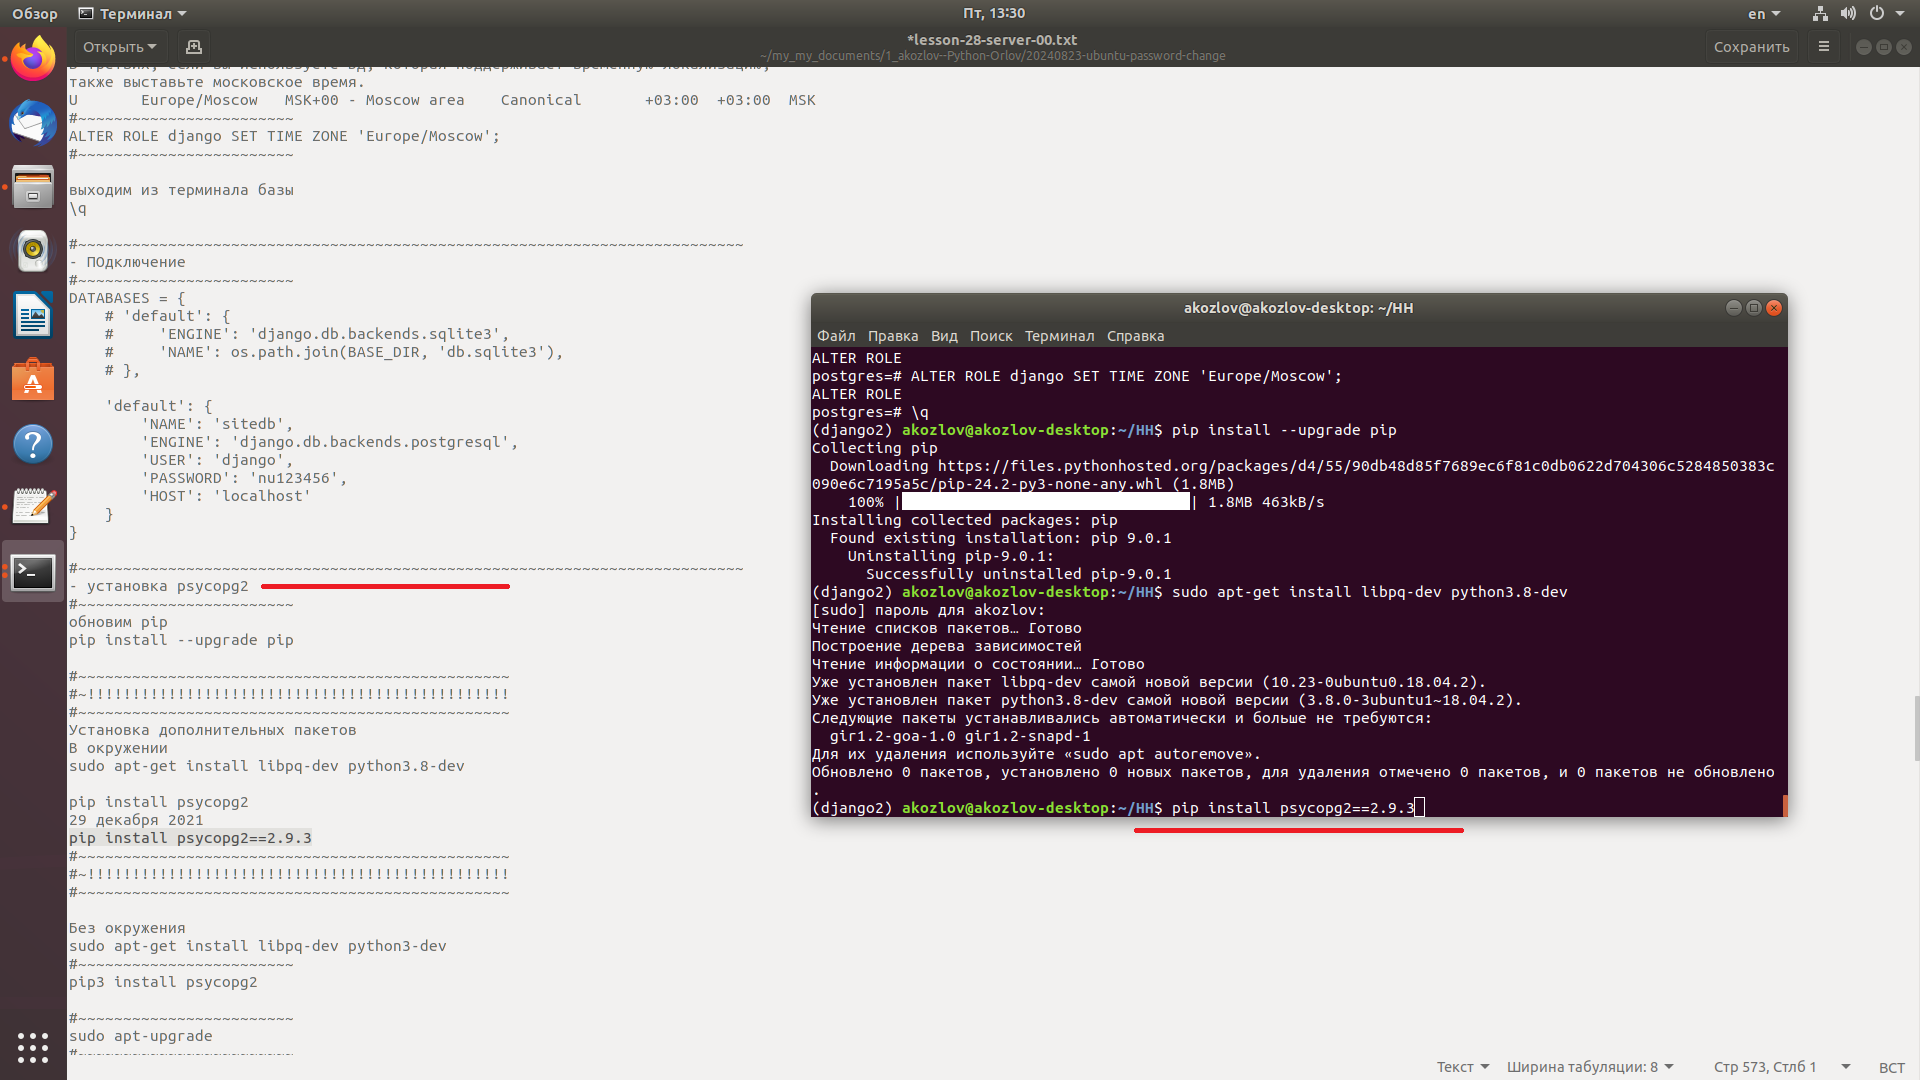 Обзор
Терминал
Пт, 13:30
en
Открыть
*lesson-28-server-00.txt
~/my_my_documents/1_akozlov--Python-Orlov/20240823-ubuntu-password-change
Сохранить
также выставьте московское время.
U       Europe/Moscow   MSK+00 - Moscow area    Canonical       +03:00  +03:00  MSK
#~~~~~~~~~~~~~~~~~~~~~~~~
ALTER ROLE django SET TIME ZONE 'Europe/Moscow';
#~~~~~~~~~~~~~~~~~~~~~~~~
выходим из терминала базы
\q
#~~~~~~~~~~~~~~~~~~~~~~~~~~~~~~~~~~~~~~~~~~~~~~~~~~~~~~~~~~~~~~~~~~~~~~~~~~
- ПОдключение
#~~~~~~~~~~~~~~~~~~~~~~~~
DATABASES = {
    # 'default': {
    #     'ENGINE': 'django.db.backends.sqlite3',
    #     'NAME': os.path.join(BASE_DIR, 'db.sqlite3'),
    # },
    'default': {
        'NAME': 'sitedb',
        'ENGINE': 'django.db.backends.postgresql',
        'USER': 'django',
        'PASSWORD': 'nu123456',
        'HOST': 'localhost'
    }
}
#~~~~~~~~~~~~~~~~~~~~~~~~~~~~~~~~~~~~~~~~~~~~~~~~~~~~~~~~~~~~~~~~~~~~~~~~~~
- установка psycopg2
#~~~~~~~~~~~~~~~~~~~~~~~~
обновим pip
pip install --upgrade pip
#~~~~~~~~~~~~~~~~~~~~~~~~~~~~~~~~~~~~~~~~~~~~~~~~
#~!!!!!!!!!!!!!!!!!!!!!!!!!!!!!!!!!!!!!!!!!!!!!!!
#~~~~~~~~~~~~~~~~~~~~~~~~~~~~~~~~~~~~~~~~~~~~~~~~
Установка дополнительных пакетов
В окружении
sudo apt-get install libpq-dev python3.8-dev
pip install psycopg2
29 декабря 2021
pip install psycopg2==2.9.3
#~~~~~~~~~~~~~~~~~~~~~~~~~~~~~~~~~~~~~~~~~~~~~~~~
#~!!!!!!!!!!!!!!!!!!!!!!!!!!!!!!!!!!!!!!!!!!!!!!!
#~~~~~~~~~~~~~~~~~~~~~~~~~~~~~~~~~~~~~~~~~~~~~~~~
Без окружения
sudo apt-get install libpq-dev python3-dev
#~~~~~~~~~~~~~~~~~~~~~~~~
pip3 install psycopg2
#~~~~~~~~~~~~~~~~~~~~~~~~
sudo apt-upgrade
#~~~~~~~~~~~~~~~~~~~~~~~~
akozlov@akozlov-desktop: ~/HH
Файл Правка Вид Поиск Терминал Справка
ALTER ROLE
postgres=# ALTER ROLE django SET TIME ZONE 'Europe/Moscow';
ALTER ROLE
postgres=# \q
(django2) akozlov@akozlov-desktop:~/HH$ pip install --upgrade pip
Collecting pip
  Downloading https://files.pythonhosted.org/packages/d4/55/90db48d85f7689ec6f81c0db0622d704306c5284850383c
090e6c7195a5c/pip-24.2-py3-none-any.whl (1.8MB)
    100% |████████████████████████████████| 1.8MB 463kB/s
Installing collected packages: pip
  Found existing installation: pip 9.0.1
    Uninstalling pip-9.0.1:
      Successfully uninstalled pip-9.0.1
(django2) akozlov@akozlov-desktop:~/HH$ sudo apt-get install libpq-dev python3.8-dev
[sudo] пароль для akozlov:
Чтение списков пакетов… Готово
Построение дерева зависимостей
Чтение информации о состоянии… Готово
Уже установлен пакет libpq-dev самой новой версии (10.23-0ubuntu0.18.04.2).
Уже установлен пакет python3.8-dev самой новой версии (3.8.0-3ubuntu1~18.04.2).
Следующие пакеты устанавливались автоматически и больше не требуются:
  gir1.2-goa-1.0 gir1.2-snapd-1
Для их удаления используйте «sudo apt autoremove».
Обновлено 0 пакетов, установлено 0 новых пакетов, для удаления отмечено 0 пакетов, и 0 пакетов не обновлено
.
(django2) akozlov@akozlov-desktop:~/HH$ pip install psycopg2==2.9.3
Текст
Ширина табуляции: 8
Стр 573, Стлб 1
ВСТ